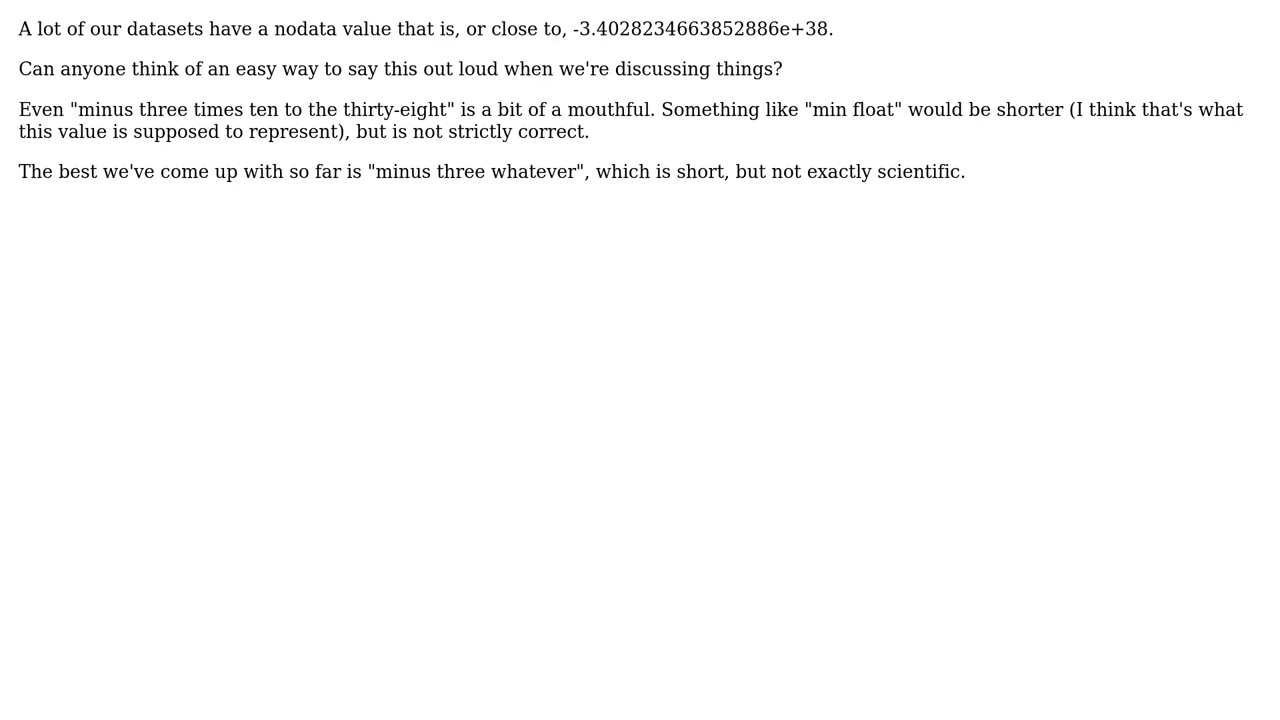 A lot of our datasets have a nodata value that is, or close to, -3.4028234663852886e+38.
Can anyone think of an easy way to say this out loud when we're discussing things?
Even "minus three times ten to the thirty-eight" is a bit of a mouthful. Something like "min float" would be shorter (I think that's what
this value is supposed to represent), but is not strictly correct.
The best we've come up with so far is "minus three whatever", which is short, but not exactly scientific.